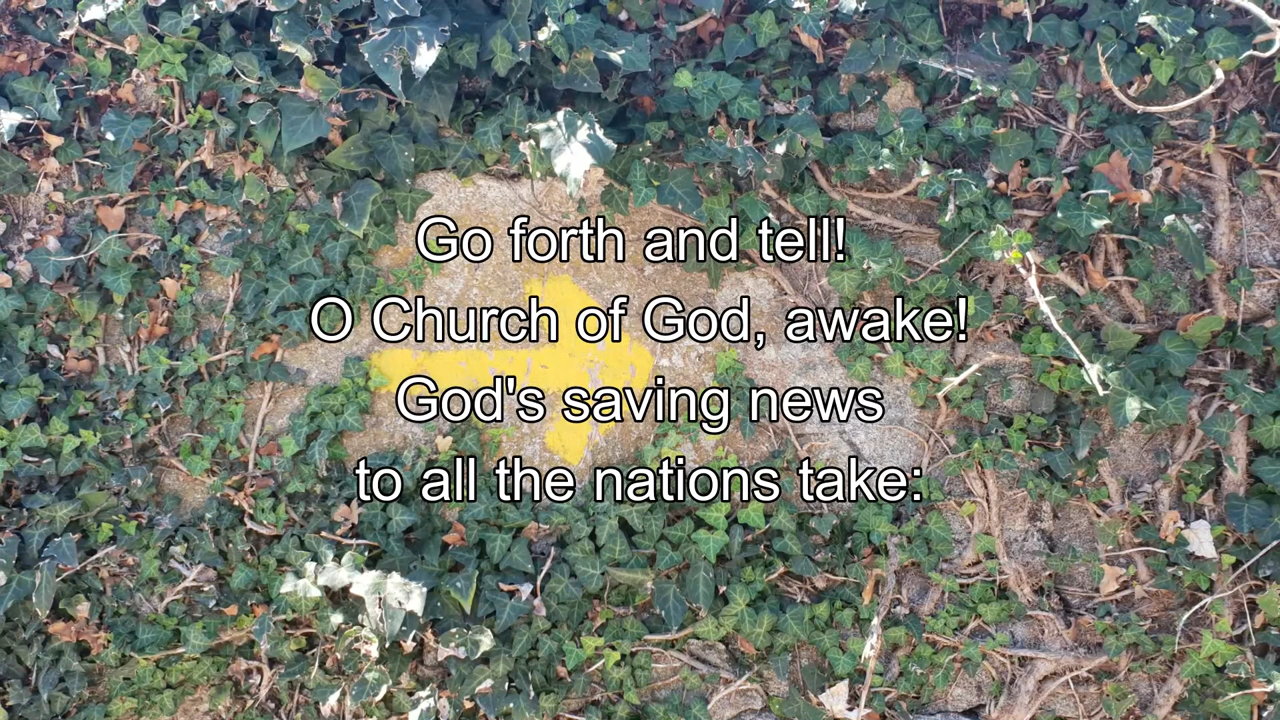 Go forth and tell!
O Church of God, awake!
God's saving news
to all the nations take: